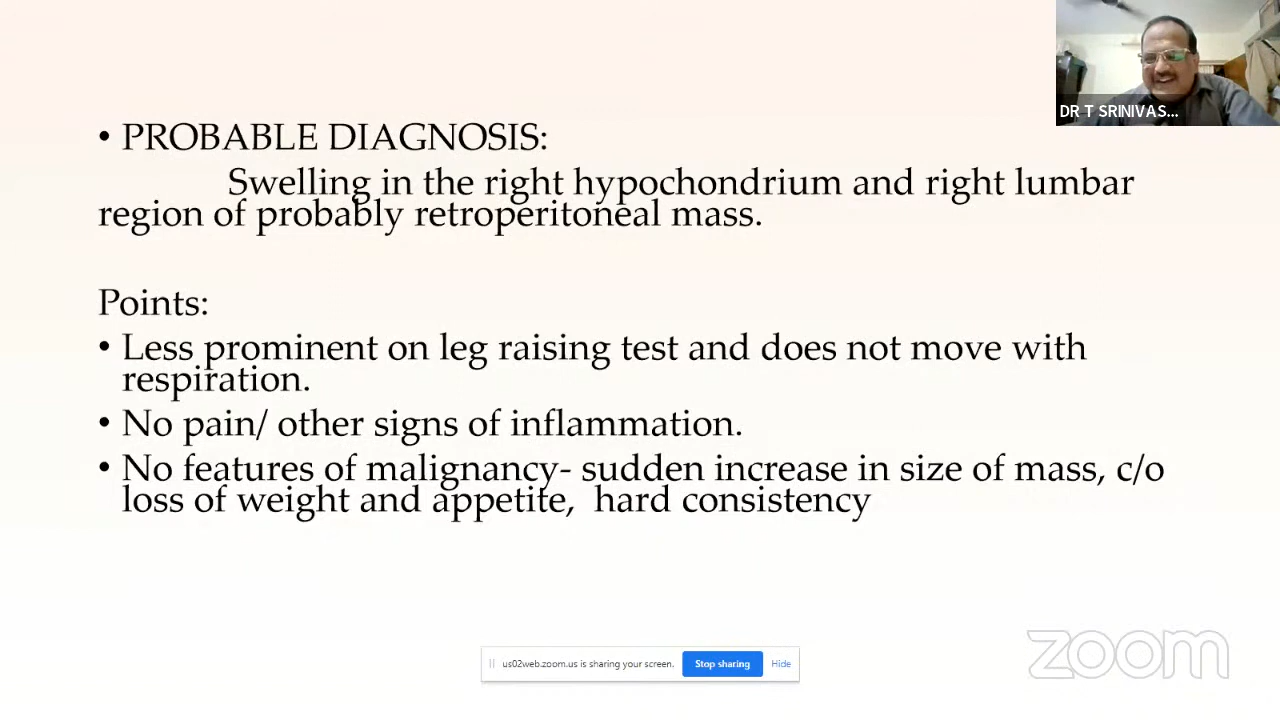 DR T SRINIVAS...
• PROBABLE DIAGNOSIS:
Swelling in the right hypochondrium and right lumbar
region of probably retroperitoneal mass.
Points:
• Less prominent on leg raising test and does not move with
respiration.
• No pain/ other signs of inflammation.
• No features of malignancy- sudden increase in size of mass, c/o
loss of weight and appetite,  hard consistency
us02web.zoom.us is sharing your screen. Stop sharing Hide
zoom